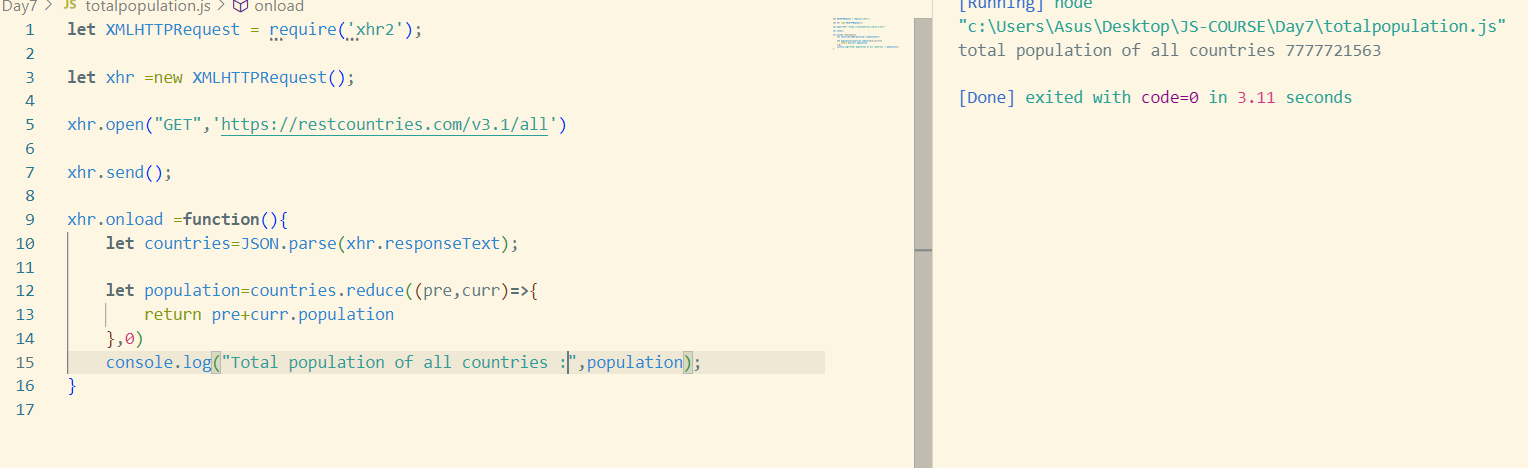 Day7 > JS totalpopulation.js > onload
1 let XMLHTTPRequest = require('xhr2');
2
3 let xhr =new XMLHTTPRequest();
4
5 xhr.open("GET",'https://restcountries.com/v3.1/all')
6
7 xhr.send();
8
9 xhr.onload =function(){
10 let countries=JSON.parse(xhr.responseText);
11
12 let population=countries.reduce((pre,curr)=>{
13 return pre+curr.population
14 },0)
15 console.log("Total population of all countries :",population);
16 }
17
[Running] node
"c:\Users\Asus\Desktop\JS-COURSE\Day7\totalpopulation.js"
total population of all countries 7777721563
[Done] exited with code=0 in 3.11 seconds